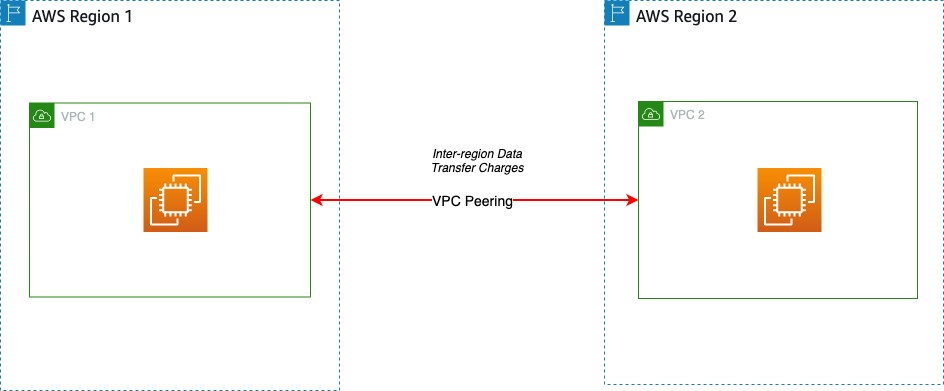 AWS Region 1
AWS Region 2
VPC 1
VPC 2
Inter-region Data
Transfer Charges
VPC Peering